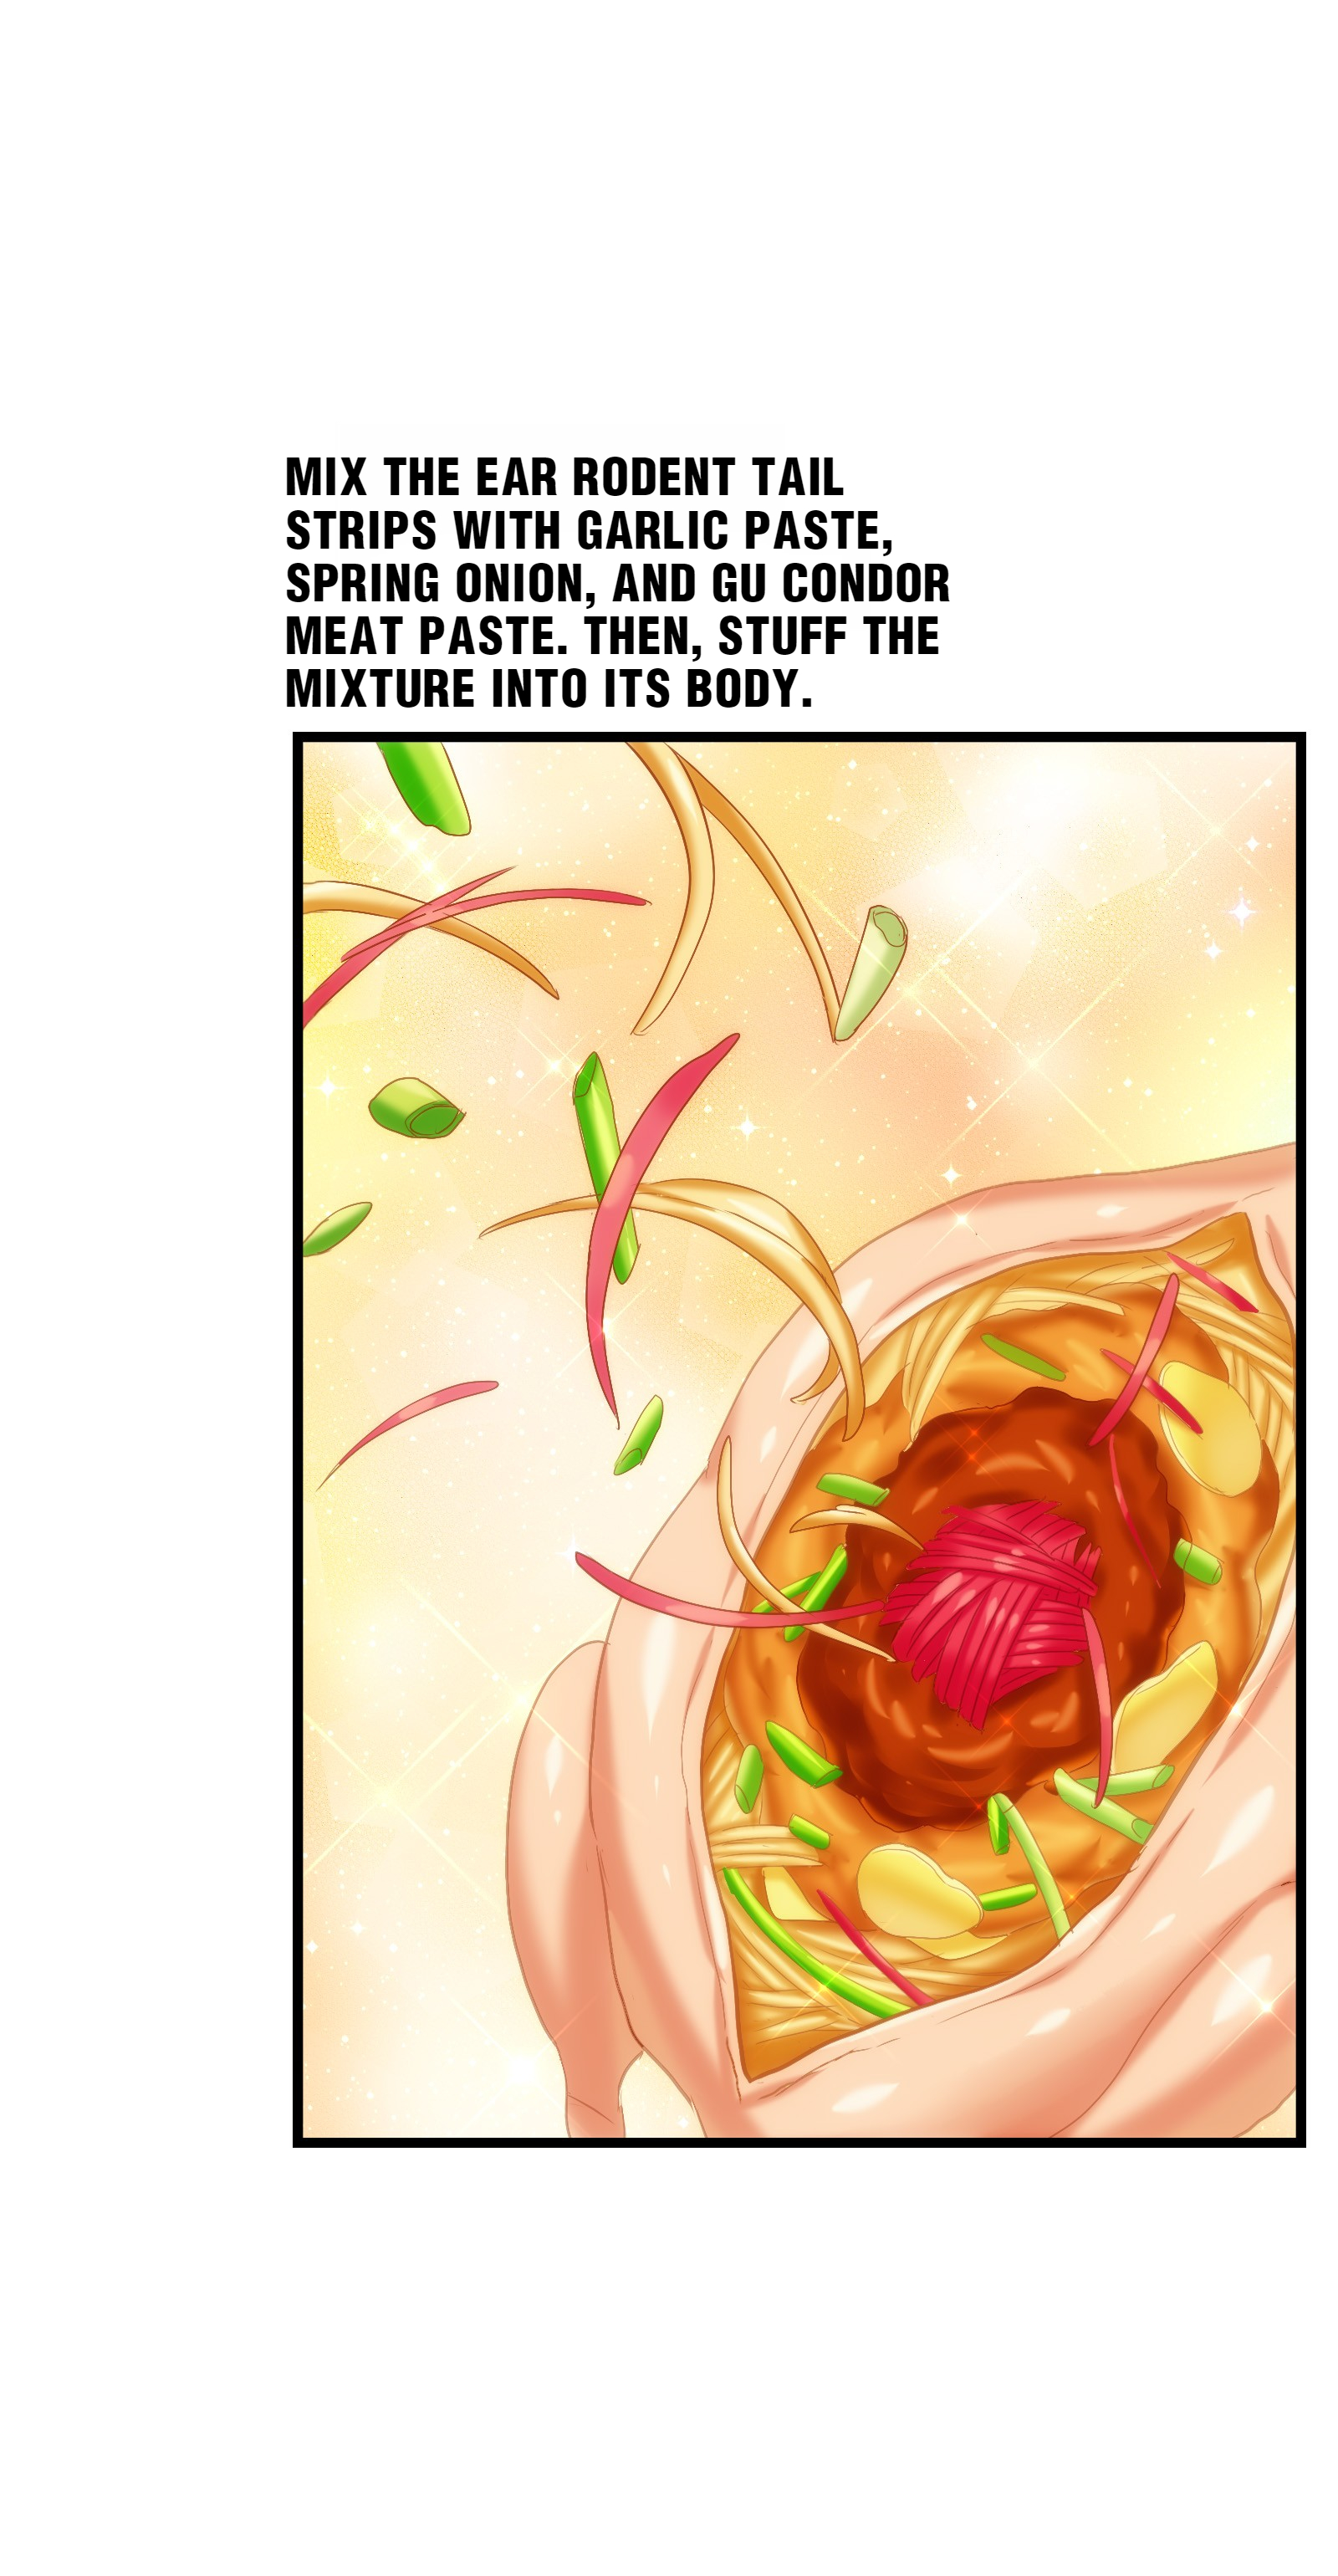 MIX THE EAR RODENT TAIL
STRIPS WITH GARLIC PASTE,
SPRING ONION, AND GU CONDOR
MEAT PASTE. THEN, STUFF THE
MIXTURE INTO ITS BODY.